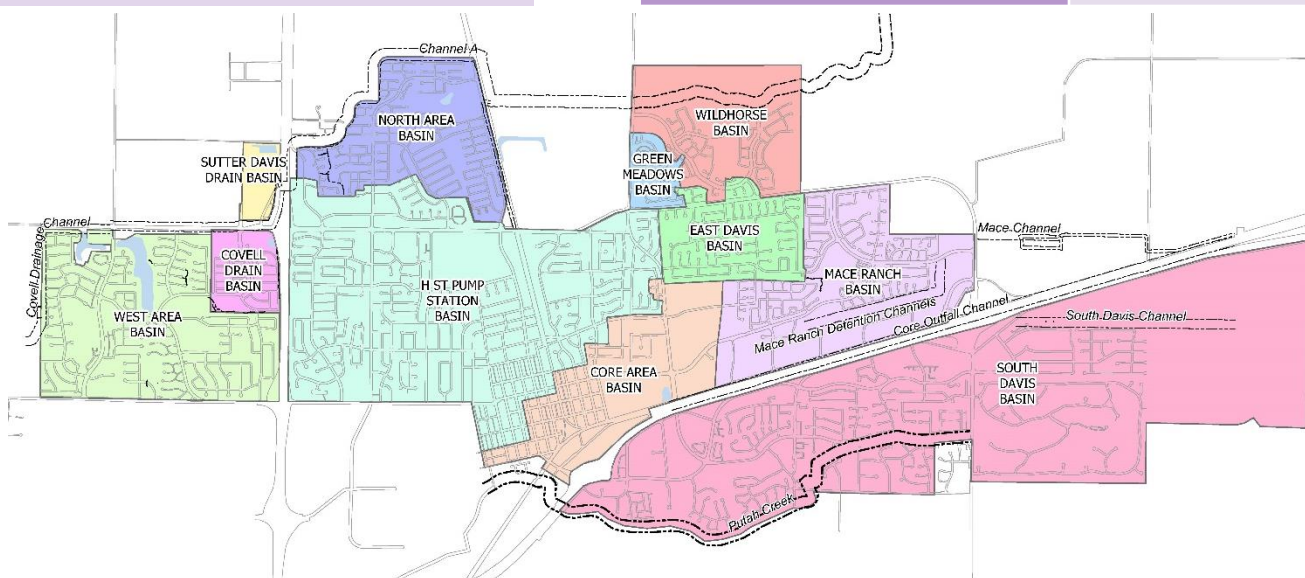 Channel A
NORTH AREA
BASIN
WILDHORSE
BASIN
SUTTER DAVIS
DRAIN BASIN
GREEN
MEADOWS
BASIN
Channel
Covell Drainage
COVELL
DRAIN
BASIN
EAST DAVIS
BASIN
Mace Channel
WEST AREA
BASIN
H ST PUMP
STATION
BASIN
MACE RANCH
BASIN
Mace Ranch Detention Channels
Core Outfall Channel
South Davis Channel
CORE AREA
BASIN
SOUTH
DAVIS
BASIN
Putah Creek